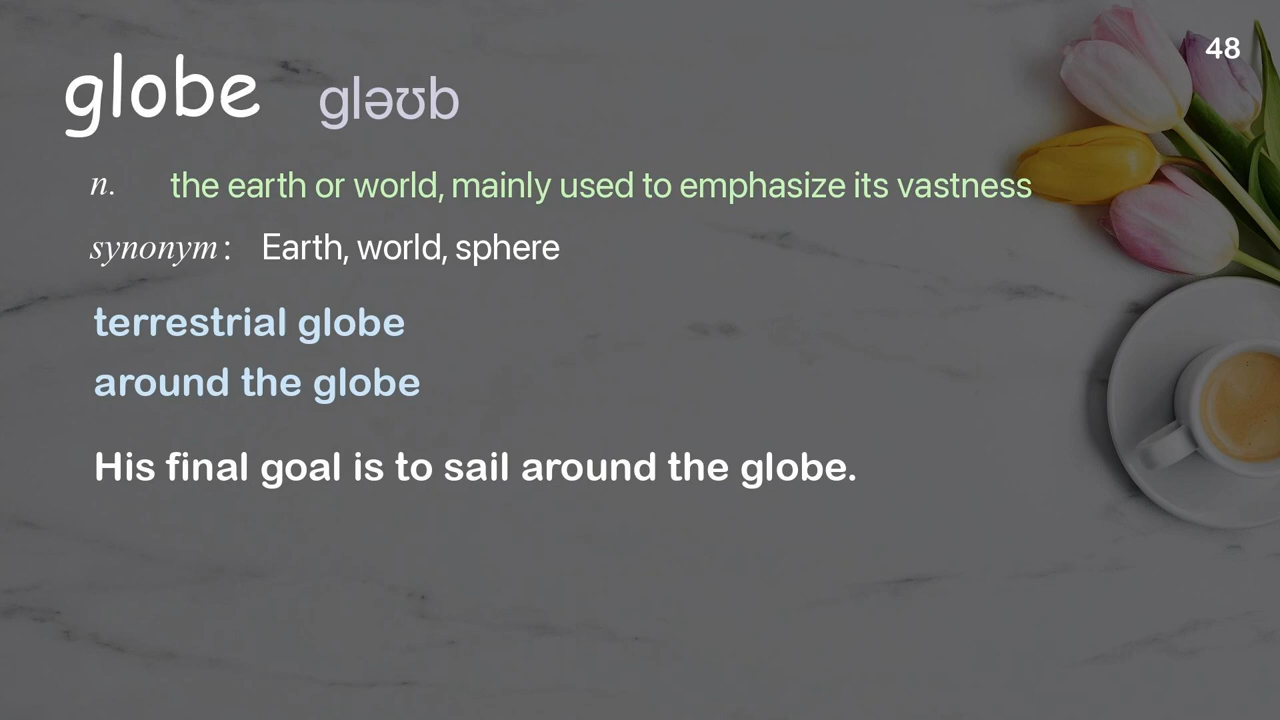 48
globe gləʊb
n. the earth or world, mainly used to emphasize its vastness
synonym: Earth, world, sphere
terrestrial globe
around the globe
His final goal is to sail around the globe.